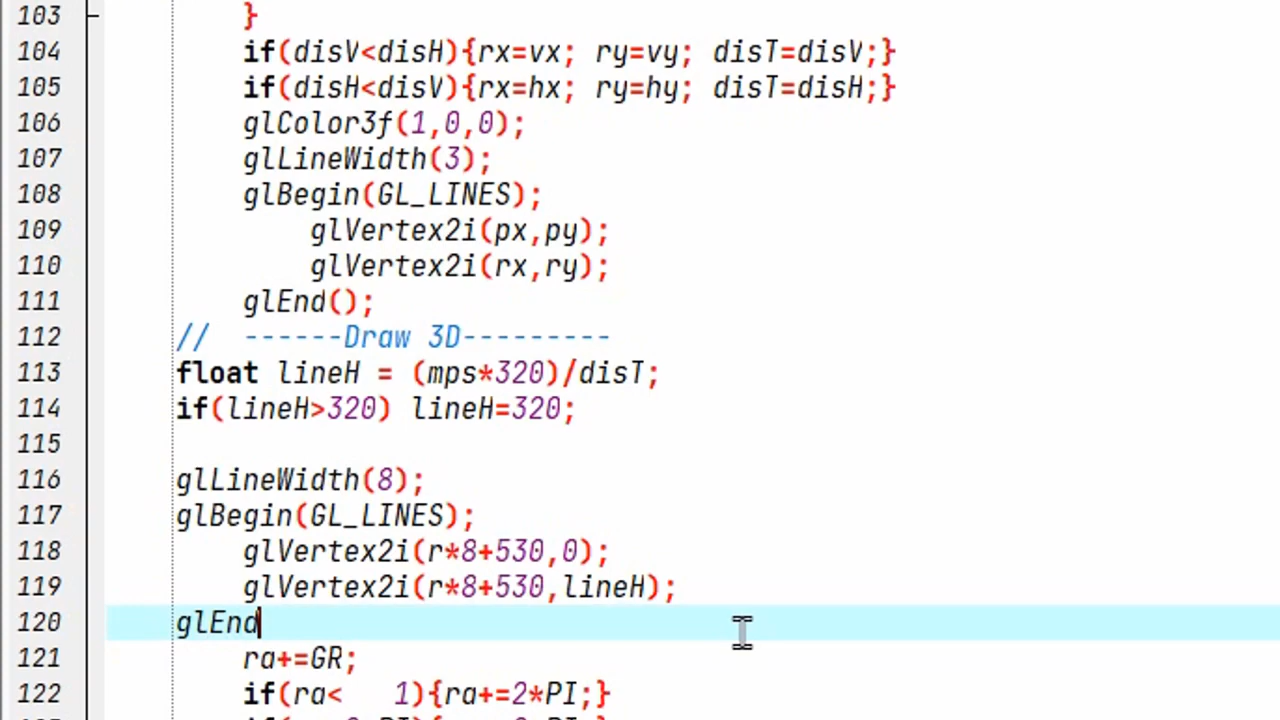 103 }
104 if(disV<disH){rx=vx; ry=vy; disT=disV;}
105 if(disH<disV){rx=hx; ry=hy; disT=disH;}
106 glColor3f(1,0,0);
107 glLineWidth(3);
108 glBegin(GL_LINES);
109 glVertex2i(px,py);
110 glVertex2i(rx,ry);
111 glEnd();
112 // ------Draw 3D---------
113 float lineH = (mps*320)/disT;
114 if(lineH>320) lineH=320;
115
116 glLineWidth(8);
117 glBegin(GL_LINES);
118 glVertex2i(r*8+530,0);
119 glVertex2i(r*8+530,lineH);
120 glEnd
121 ra+=GR;
122 if(ra<   1){ra+=2*PI;}